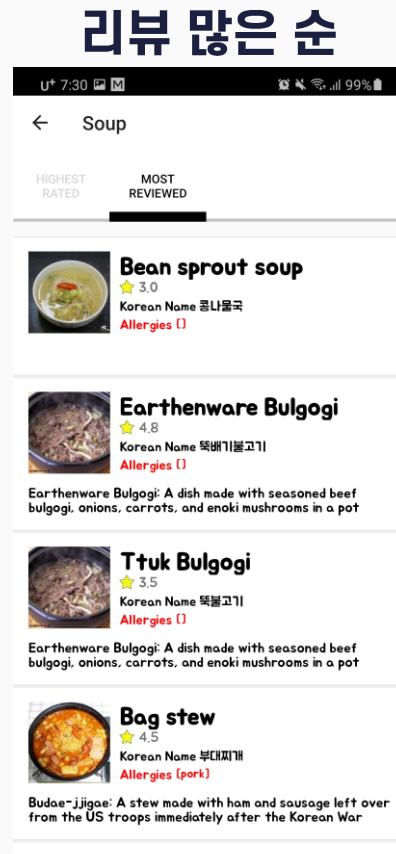 리뷰 많은 순
U+ 7:30 M 99%
Soup
HIGHEST RATED
MOST REVIEWED
Bean sprout soup
3.0
Korean Name 콩나물국
Allergies []
Earthenware Bulgogi
4.8
Korean Name 뚝배기불고기
Allergies []
Earthenware Bulgogi: A dish made with seasoned beef
bulgogi, onions, carrots, and enoki mushrooms in a pot
Ttuk Bulgogi
3.5
Korean Name 뚝불고기
Allergies []
Earthenware Bulgogi: A dish made with seasoned beef
bulgogi, onions, carrots, and enoki mushrooms in a pot
Bag stew
4.5
Korean Name 부대찌개
Allergies [pork]
Budae-jjigae: A stew made with ham and sausage left over
from the US troops immediately after the Korean War